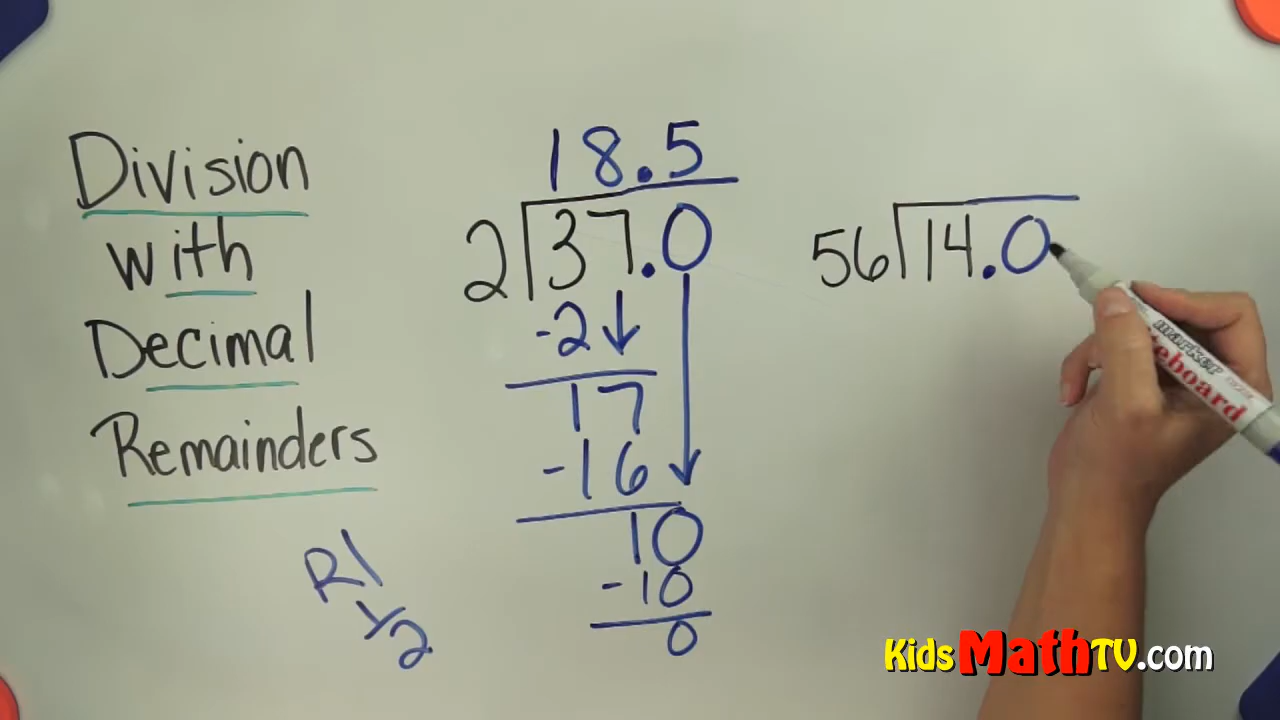 Division
with
Decimal
Remainders
R1
1/2
18.5
2)37.0
-2↓
17
-16
10
-10
0
56)14.0
marker
teboard
KidsMathTV.com